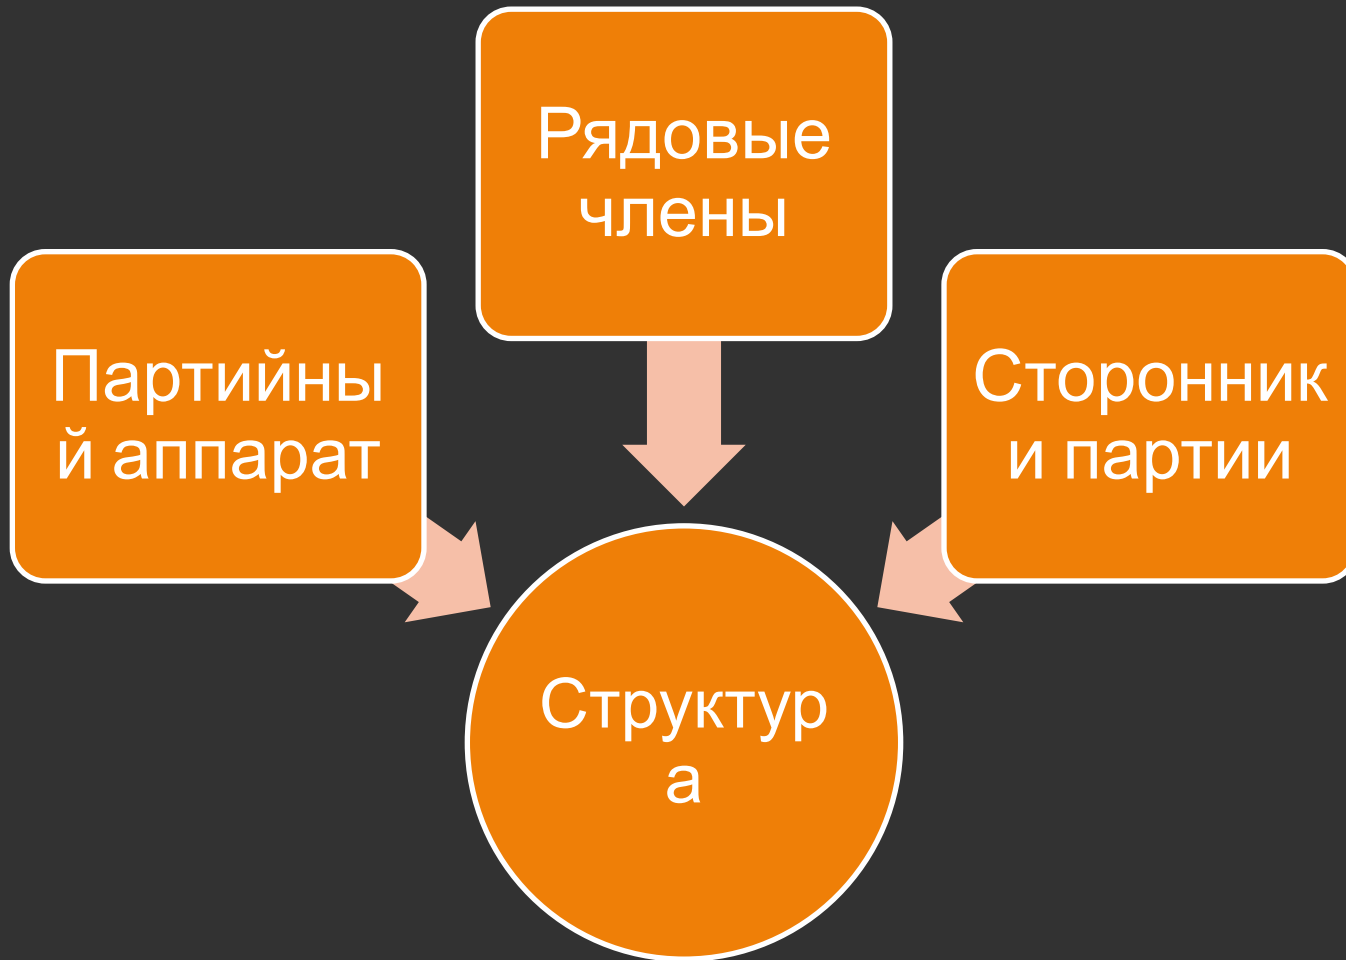 Рядовые
члены
Партийны
й аппарат
Сторонник
и партии
Структур
а